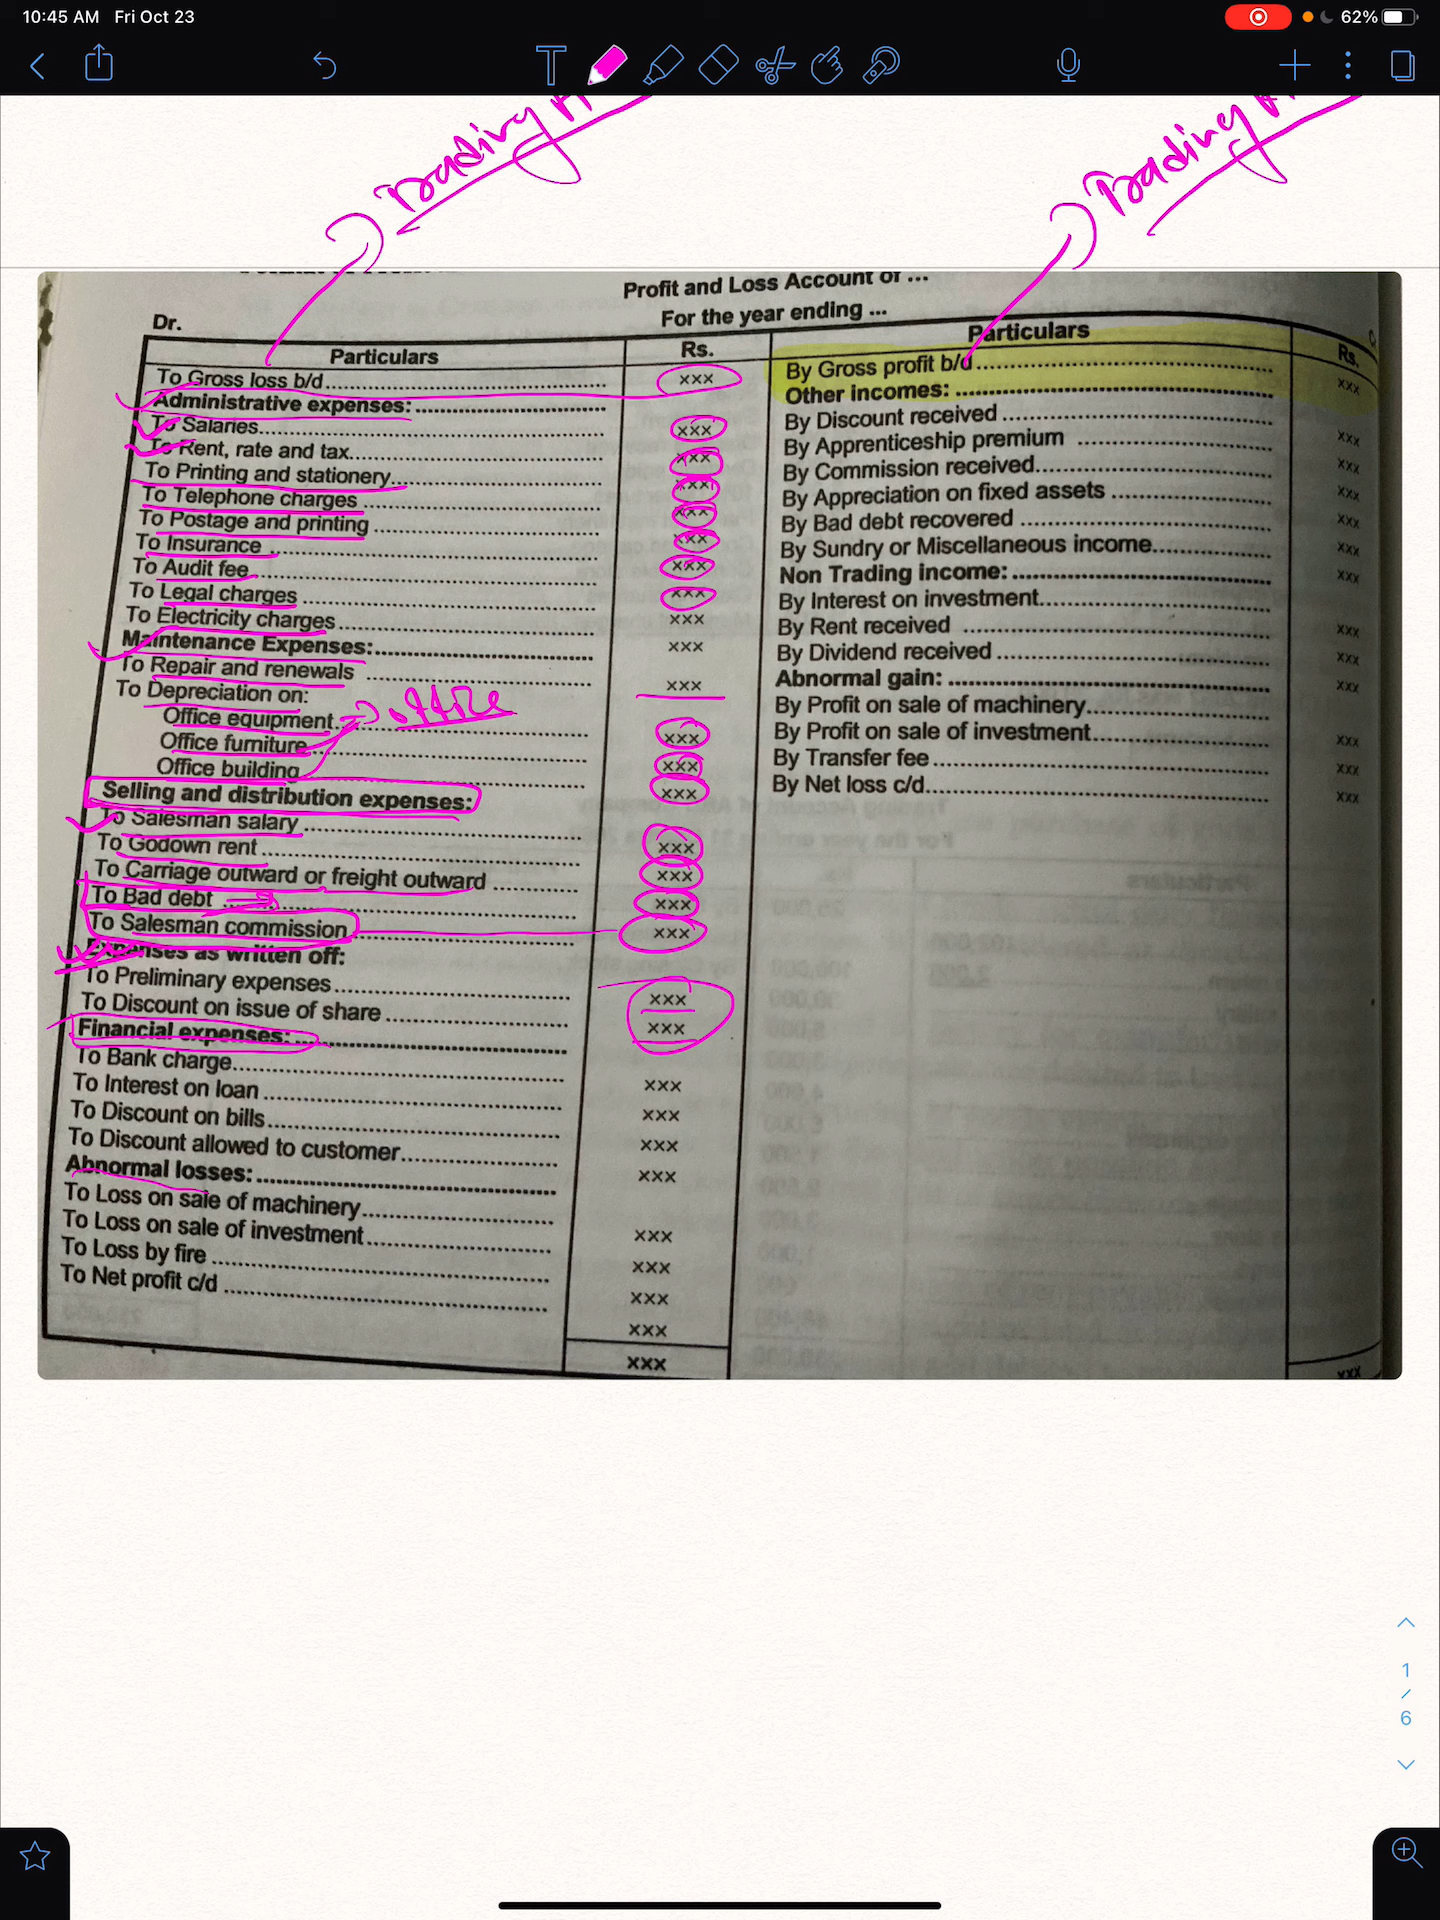 10:45 AM Fri Oct 23
62%
Trading A
Trading A
Profit and Loss Account of ...
For the year ending ...
Dr.
Particulars Rs. Particulars Rs.
To Gross loss b/d xxx By Gross profit b/d xxx
Administrative expenses: Other incomes:
To Salaries xxx By Discount received xxx
To Rent, rate and tax xxx By Apprenticeship premium xxx
To Printing and stationery xxx By Commission received xxx
To Telephone charges xxx By Appreciation on fixed assets xxx
To Postage and printing xxx By Bad debt recovered xxx
To Insurance xxx By Sundry or Miscellaneous income xxx
To Audit fee xxx Non Trading income:
To Legal charges xxx By Interest on investment xxx
To Electricity charges xxx By Rent received xxx
Maintenance Expenses: By Dividend received xxx
To Repair and renewals xxx Abnormal gain:
To Depreciation on: By Profit on sale of machinery xxx
Office equipment office xxx By Profit on sale of investment xxx
Office furniture xxx By Transfer fee xxx
Office building xxx By Net loss c/d
Selling and distribution expenses:
To Salesman salary xxx
To Godown rent xxx
To Carriage outward or freight outward xxx
To Bad debt xxx
To Salesman commission
Expenses as written off:
To Preliminary expenses xxx
To Discount on issue of share xxx
Financial expenses:
To Bank charge xxx
To Interest on loan xxx
To Discount on bills xxx
To Discount allowed to customer xxx
Abnormal losses:
To Loss on sale of machinery xxx
To Loss on sale of investment xxx
To Loss by fire xxx
To Net profit c/d xxx
xxx xxx
1
/
6